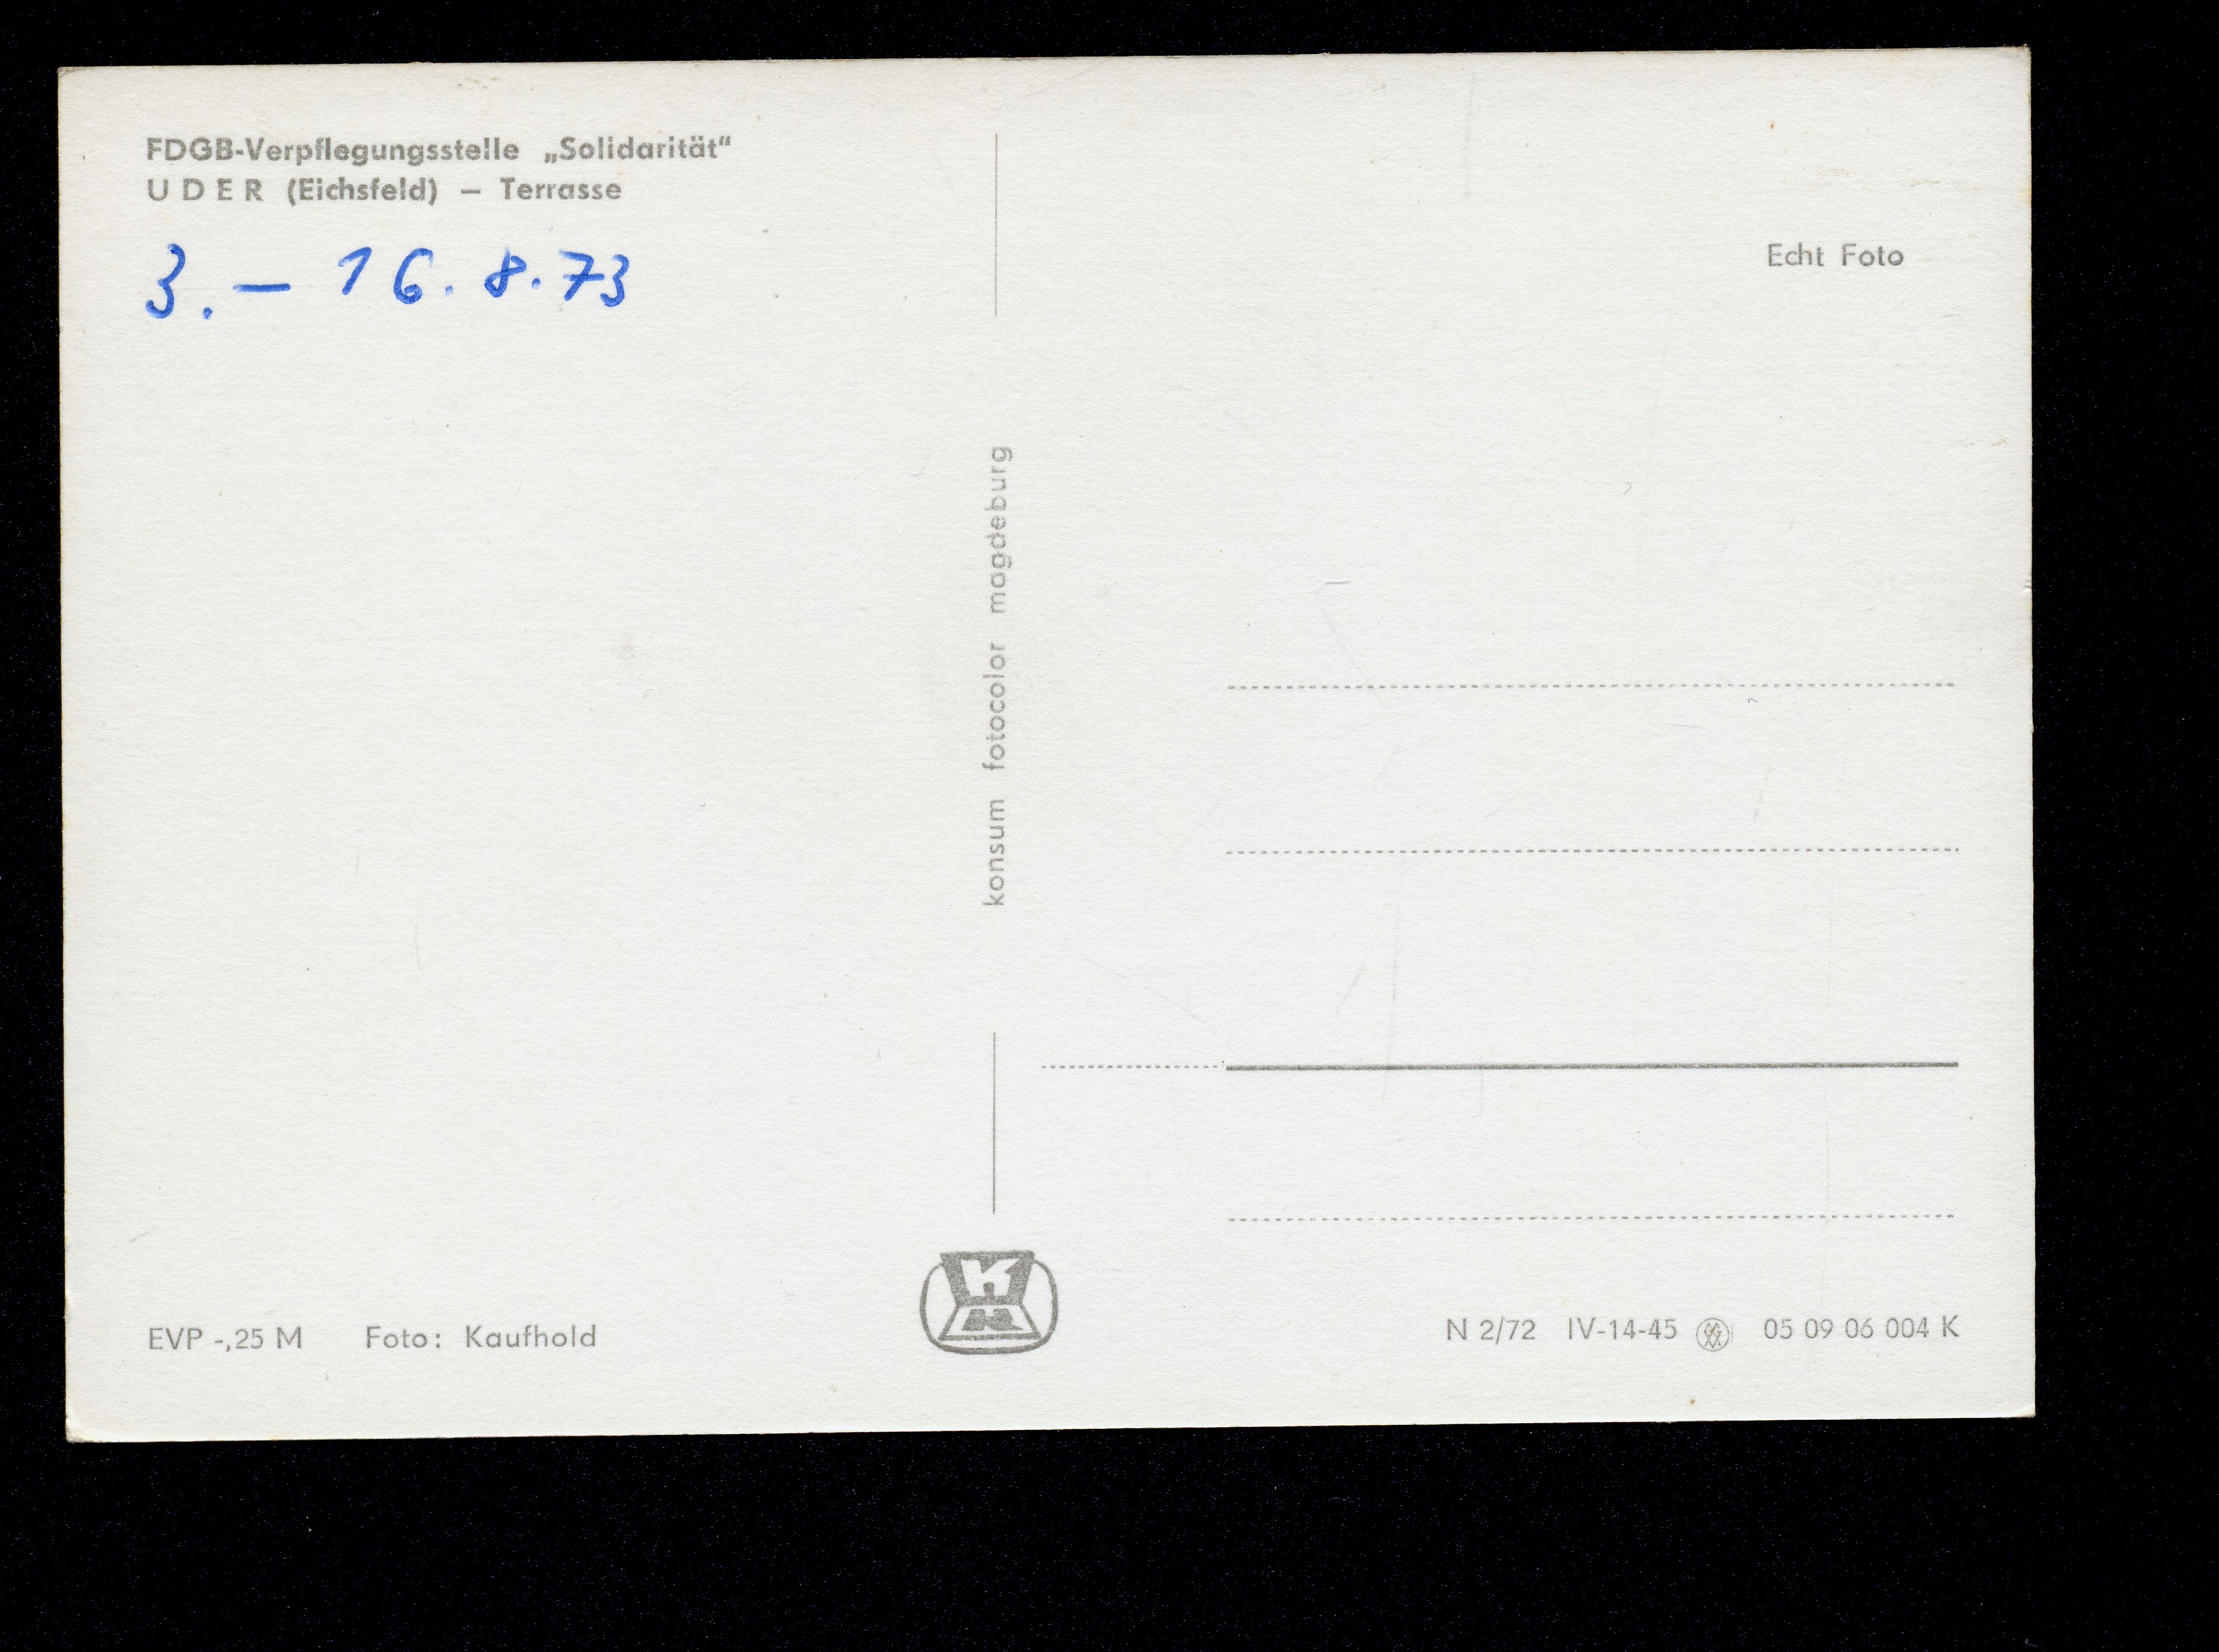 FDGB-Verpflegungsstelle „Solidarität“
UDER (Eichsfeld) — Terrasse
3. — 16. 8. 73
Echt Foto
konsum fotocolor magdeburg
EVP -,25 M Foto: Kaufhold
K
N 2/72 IV-14-45 05 09 06 004 K